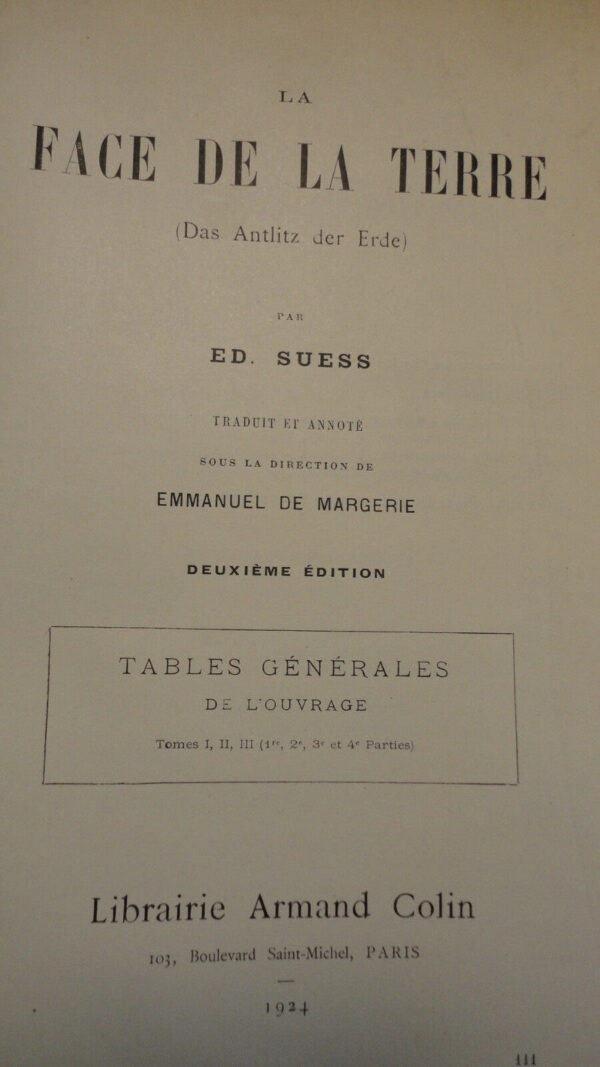 LA
FACE DE LA TERRE
(Das Antlitz der Erde)
PAR
ED. SUESS
TRADUIT ET ANNOTÉ
SOUS LA DIRECTION DE
EMMANUEL DE MARGERIE
DEUXIÈME ÉDITION
TABLES GÉNÉRALES
DE L'OUVRAGE
Tomes I, II, III (1re, 2e, 3e et 4e Parties)
Librairie Armand Colin
103, Boulevard Saint-Michel, PARIS
—
1924
III